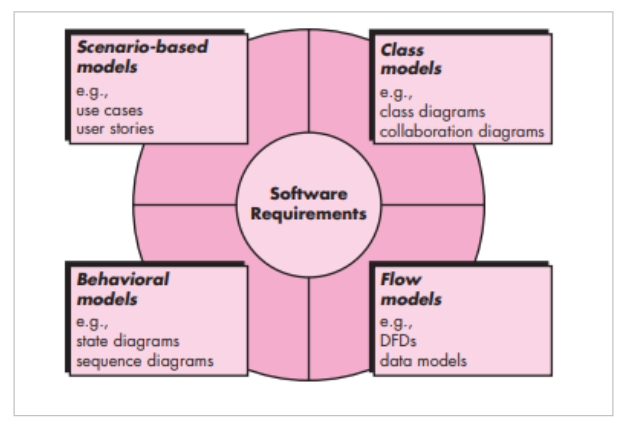 Scenario-based
models
e.g.,
use cases
user stories
Class
models
e.g.,
class diagrams
collaboration diagrams
Software
Requirements
Behavioral
models
e.g.,
state diagrams
sequence diagrams
Flow
models
e.g.,
DFDs
data models